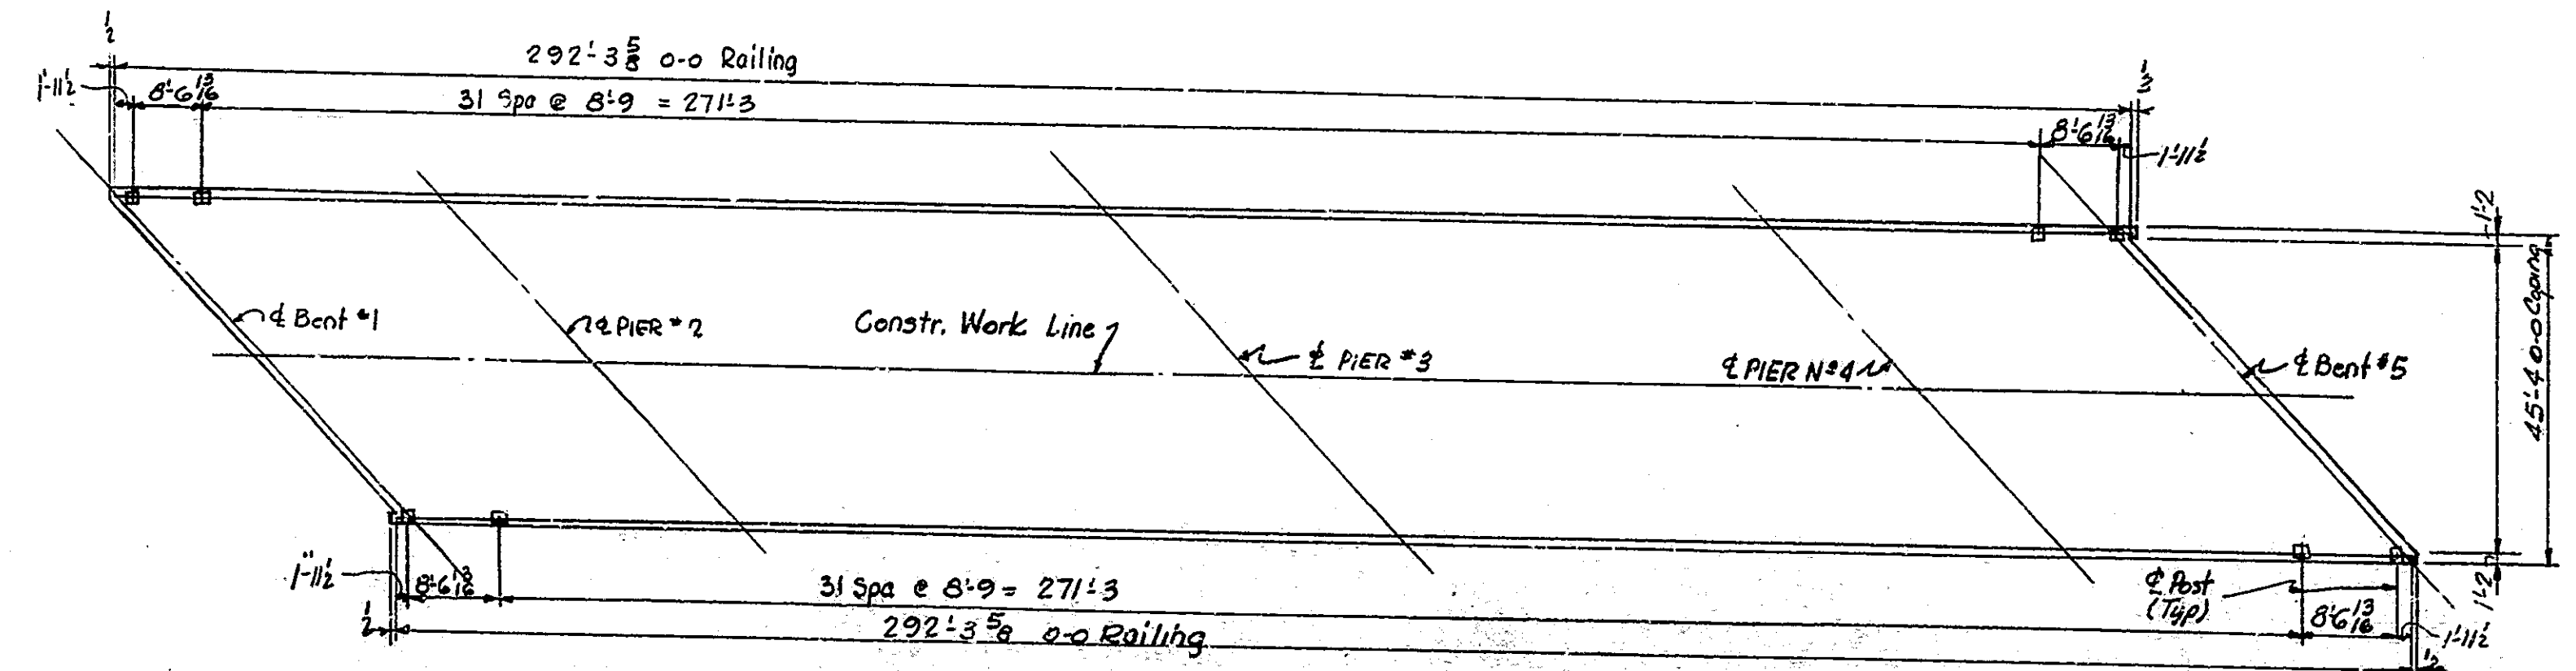 1/2
292'-3 5/8 o-o Railing
1/2
1'-11 1/2
8'-6 13/16
31 Spa @ 8'-9 = 271'-3
8'-6 13/16
1'-11 1/2
1'-2
45'-4 o-o Coping
℄ Bent #1
℄ PIER #2
Constr. Work Line
℄ PIER #3
℄ PIER Nº 4
℄ Bent #5
1'-2
1"-11 1/2
8'-6 13/16
31 Spa @ 8'-9 = 271'-3
℄ Post
(Typ)
8'-6 13/16
1'-11 1/2
1/2
292'-3 5/8 o-o Railing
1/2